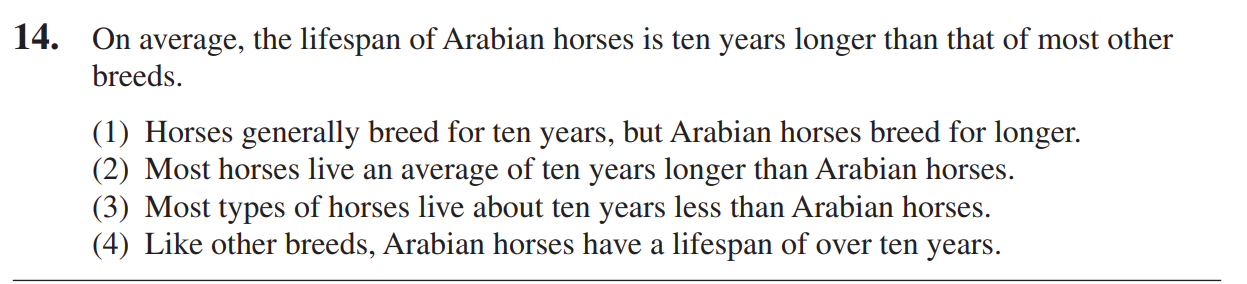 14. On average, the lifespan of Arabian horses is ten years longer than that of most other
breeds.
(1) Horses generally breed for ten years, but Arabian horses breed for longer.
(2) Most horses live an average of ten years longer than Arabian horses.
(3) Most types of horses live about ten years less than Arabian horses.
(4) Like other breeds, Arabian horses have a lifespan of over ten years.